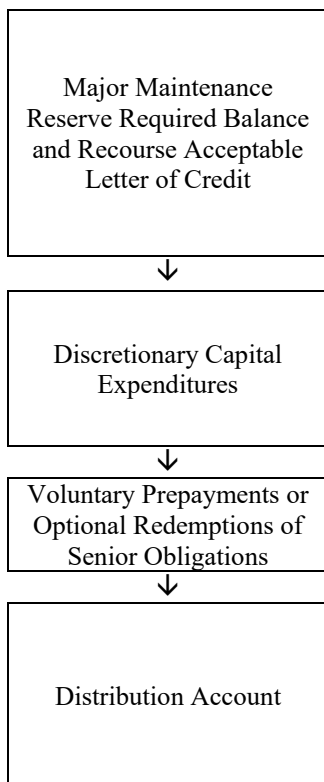 Major Maintenance
Reserve Required Balance
and Recourse Acceptable
Letter of Credit
Discretionary Capital
Expenditures
Voluntary Prepayments or
Optional Redemptions of
Senior Obligations
Distribution Account